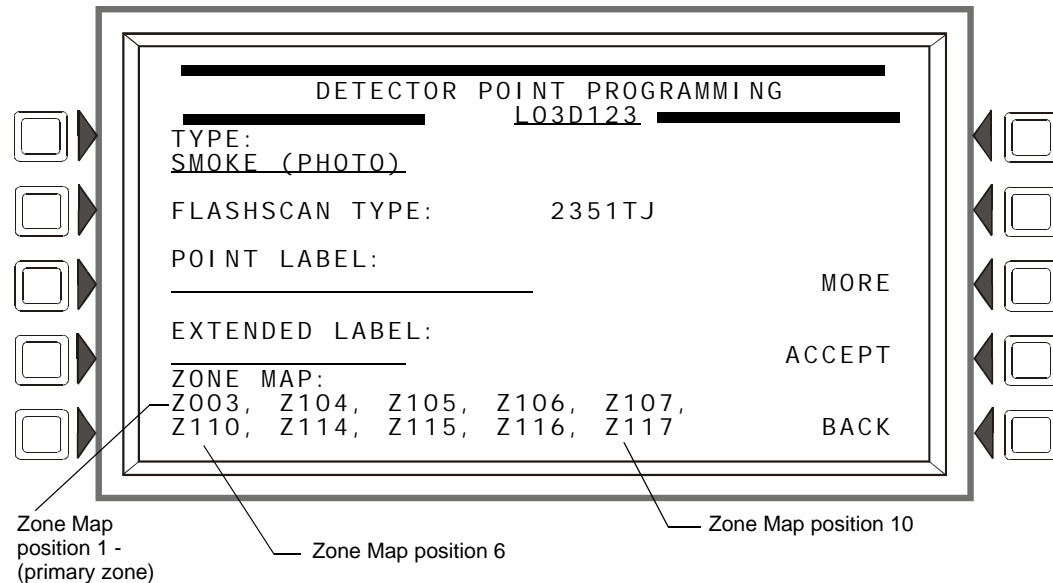 DETECTOR POINT PROGRAMMING
L03D123
TYPE:
SMOKE (PHOTO)
FLASHSCAN TYPE: 2351TJ
POINT LABEL:
MORE
EXTENDED LABEL:
ACCEPT
ZONE MAP:
Z003, Z104, Z105, Z106, Z107,
Z110, Z114, Z115, Z116, Z117 BACK
Zone Map
position 1 -
(primary zone)
Zone Map position 6
Zone Map position 10